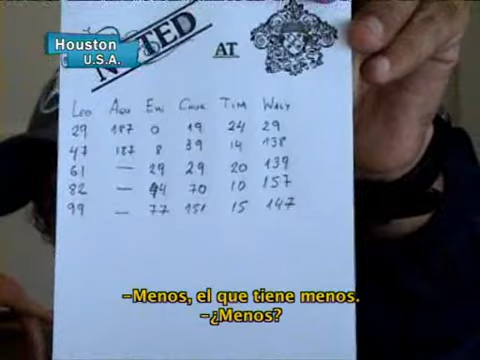 Houston
U.S.A.
NOTED
AT
Leo Agu Emi Chur Tim Waly
29 187 0 19 24 29
47 187 8 39 14 138
61 — 29 29 20 139
82 — 44 70 10 157
99 — 77 151 15 147
-Menos, el que tiene menos.
-¿Menos?